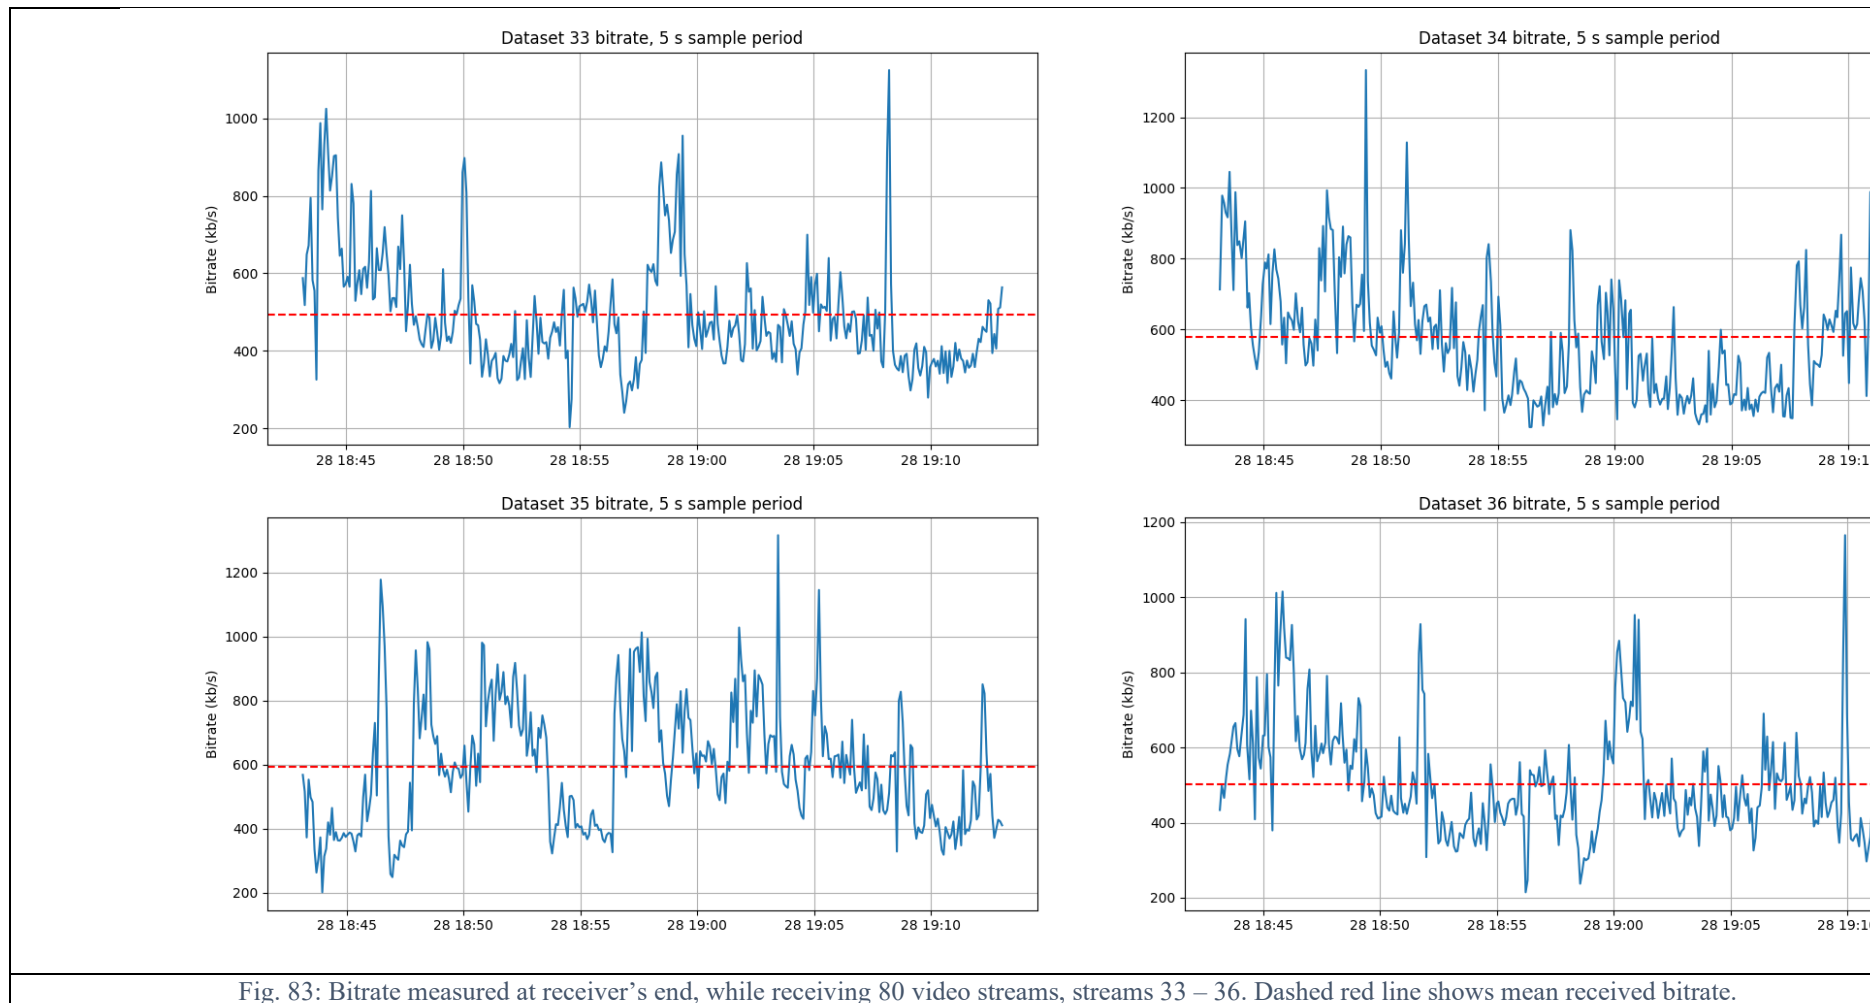 Dataset 33 bitrate, 5 s sample period
Bitrate (kb/s)
1000
800
600
400
200
28 18:45 28 18:50 28 18:55 28 19:00 28 19:05 28 19:10
Dataset 34 bitrate, 5 s sample period
Bitrate (kb/s)
1200
1000
800
600
400
28 18:45 28 18:50 28 18:55 28 19:00 28 19:05 28 19:1
Dataset 35 bitrate, 5 s sample period
Bitrate (kb/s)
1200
1000
800
600
400
200
28 18:45 28 18:50 28 18:55 28 19:00 28 19:05 28 19:10
Dataset 36 bitrate, 5 s sample period
Bitrate (kb/s)
1200
1000
800
600
400
200
28 18:45 28 18:50 28 18:55 28 19:00 28 19:05 28 19:10
Fig. 83: Bitrate measured at receiver’s end, while receiving 80 video streams, streams 33 – 36. Dashed red line shows mean received bitrate.